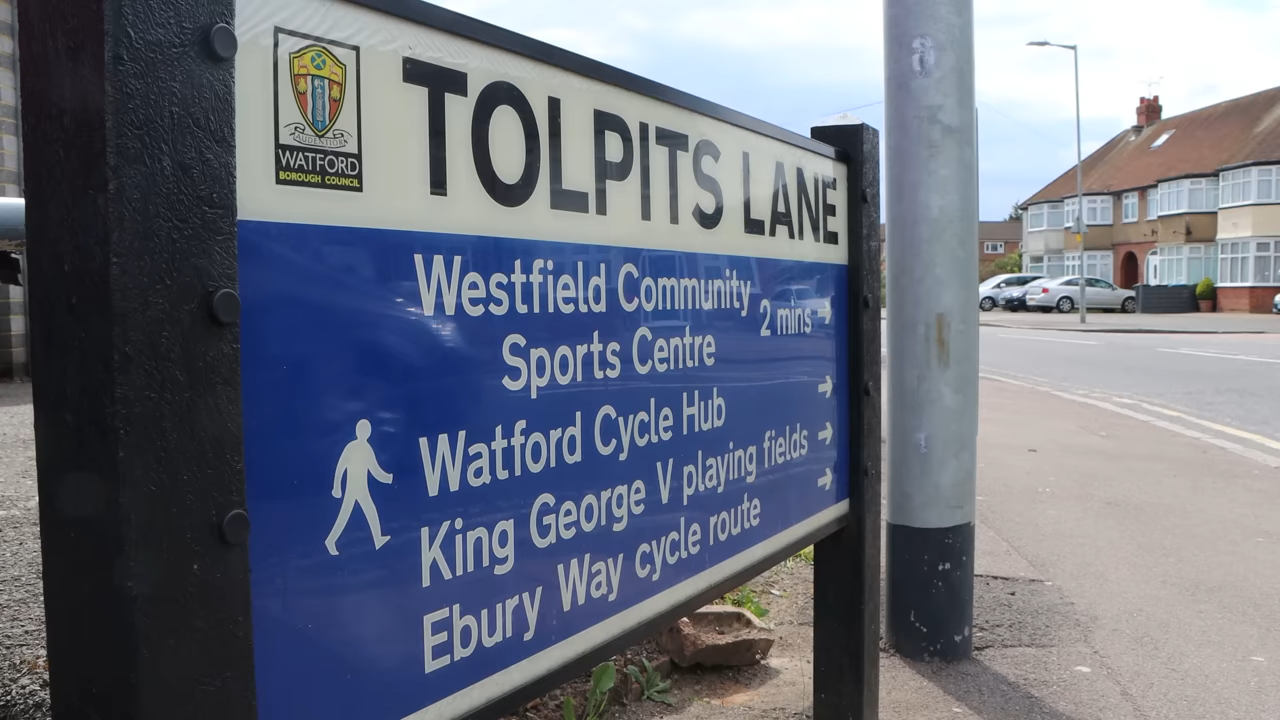 AUDENTIOR
WATFORD
BOROUGH COUNCIL
TOLPITS LANE
Westfield Community
Sports Centre
2 mins →
Watford Cycle Hub →
King George V playing fields →
Ebury Way cycle route →